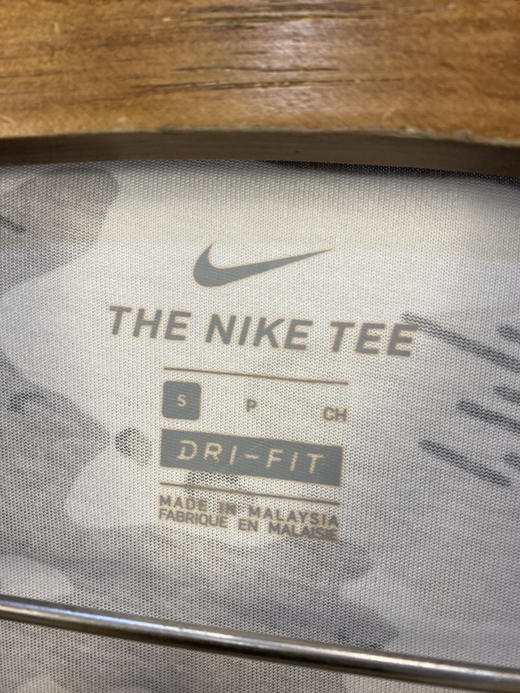 THE NIKE TEE
S P CH
DRI-FIT
MADE IN MALAYSIA
FABRIQUE EN MALAISIE